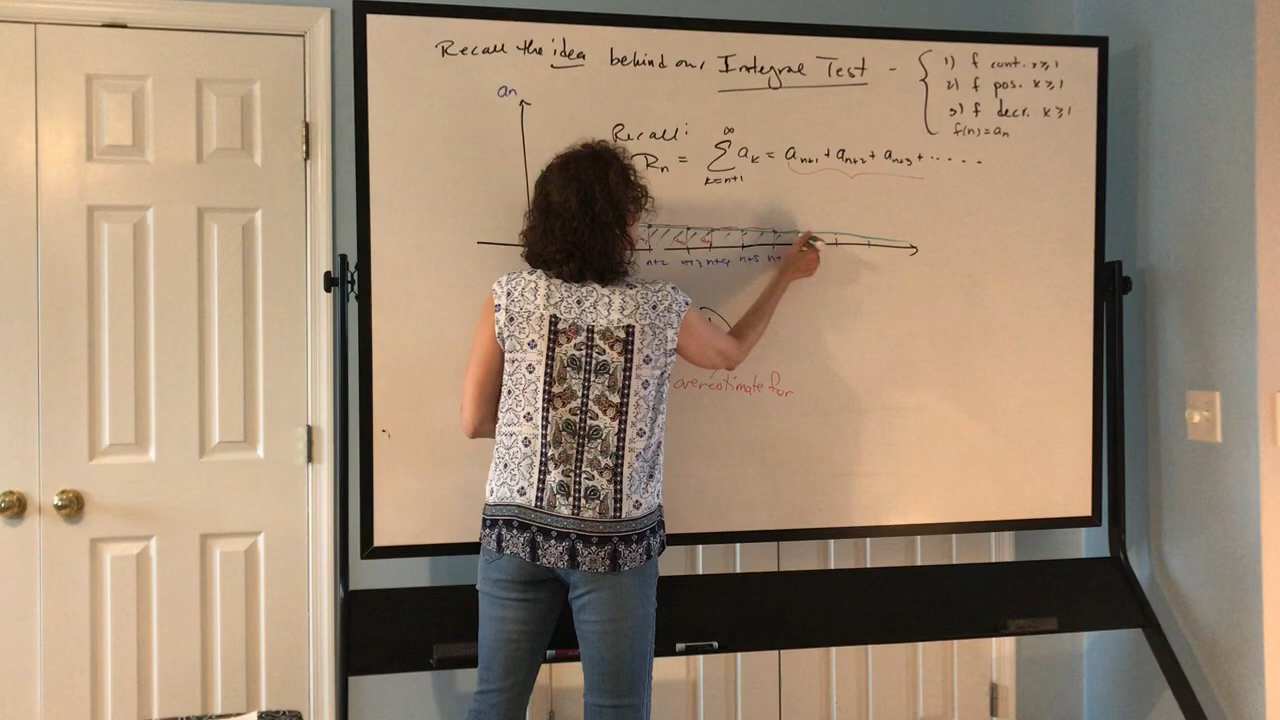 Recall the idea behind our Integral Test -
1) f cont. x ≥ 1
2) f pos. x ≥ 1
3) f decr. x ≥ 1
f(n) = an
an
Recall:
Rn = ∞ Σ k=n+1 ak = an+1 + an+2 + an+3 + .....
n+2 n+3 n+4 n+5
overestimate for